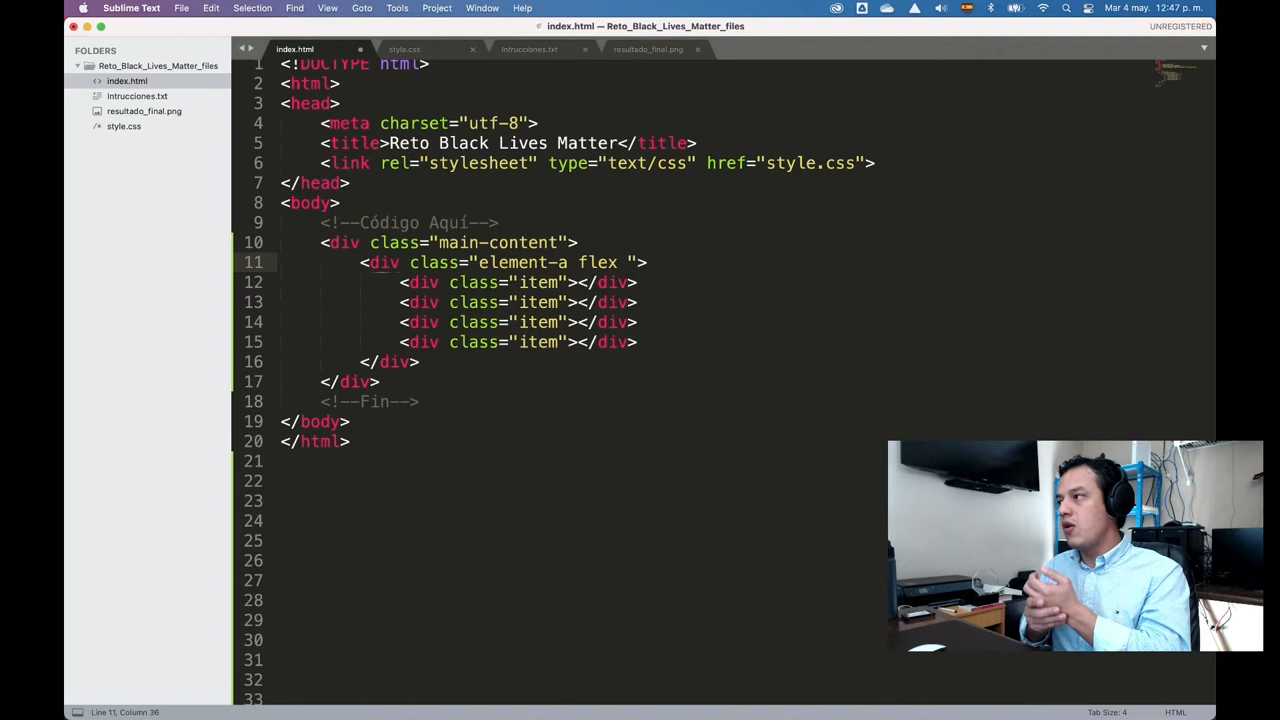 Sublime Text File Edit Selection Find View Goto Tools Project Window Help Mar 4 may. 12:47 p. m.
index.html — Reto_Black_Lives_Matter_files UNREGISTERED
FOLDERS
Reto_Black_Lives_Matter_files
index.html
Intrucciones.txt
resultado_final.png
style.css
index.html style.css Intrucciones.txt resultado_final.png
1 <!DOCTYPE html>
2 <html>
3 <head>
4 <meta charset="utf-8">
5 <title>Reto Black Lives Matter</title>
6 <link rel="stylesheet" type="text/css" href="style.css">
7 </head>
8 <body>
9 <!--Código Aquí-->
10 <div class="main-content">
11 <div class="element-a flex ">
12 <div class="item"></div>
13 <div class="item"></div>
14 <div class="item"></div>
15 <div class="item"></div>
16 </div>
17 </div>
18 <!--Fin-->
19 </body>
20 </html>
21
22
23
24
25
26
27
28
29
30
31
32
33
Line 11, Column 36 Tab Size: 4 HTML